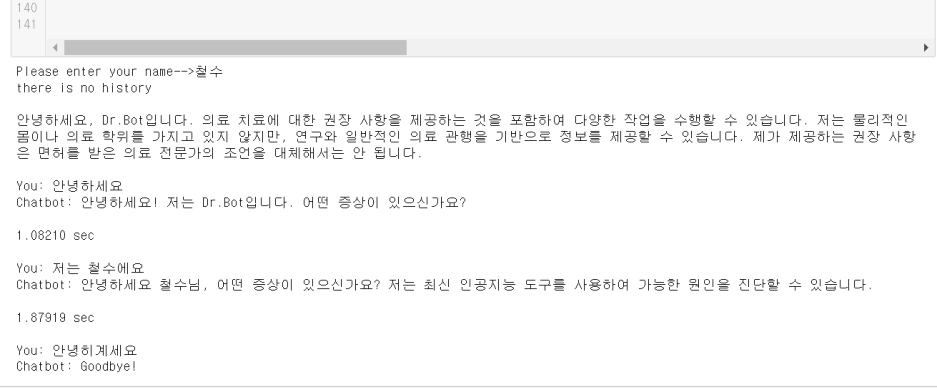 140
141
Please enter your name-->철수
there is no history
안녕하세요, Dr.Bot입니다. 의료 치료에 대한 권장 사항을 제공하는 것을 포함하여 다양한 작업을 수행할 수 있습니다. 저는 물리적인
몸이나 의료 학위를 가지고 있지 않지만, 연구와 일반적인 의료 관행을 기반으로 정보를 제공할 수 있습니다. 제가 제공하는 권장 사항
은 면허를 받은 의료 전문가의 조언을 대체해서는 안 됩니다.
You: 안녕하세요
Chatbot: 안녕하세요! 저는 Dr.Bot입니다. 어떤 증상이 있으신가요?
1.08210 sec
You: 저는 철수에요
Chatbot: 안녕하세요 철수님, 어떤 증상이 있으신가요? 저는 최신 인공지능 도구를 사용하여 가능한 원인을 진단할 수 있습니다.
1.87919 sec
You: 안녕히계세요
Chatbot: Goodbye!